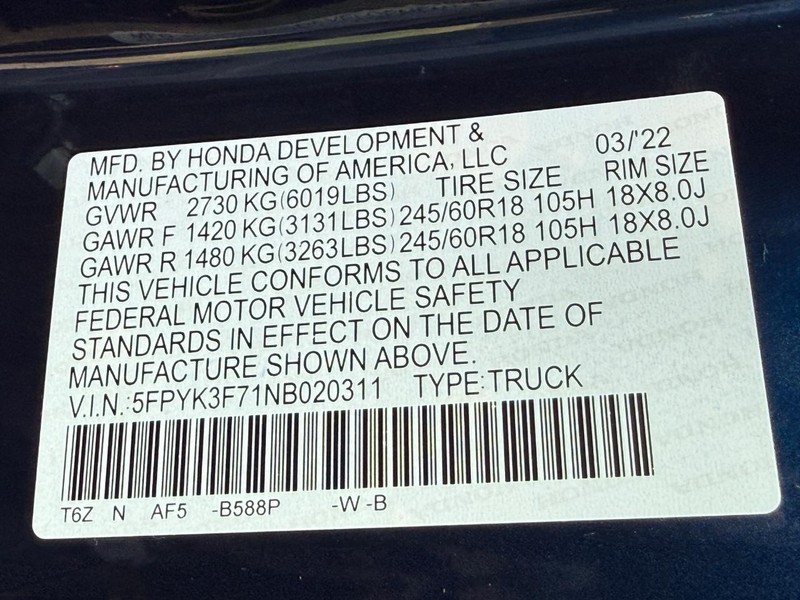 MFD. BY HONDA DEVELOPMENT &
MANUFACTURING OF AMERICA, LLC 03/'22
GVWR 2730 KG(6019LBS) TIRE SIZE RIM SIZE
GAWR F 1420 KG(3131LBS) 245/60R18 105H 18X8.0J
GAWR R 1480 KG(3263LBS) 245/60R18 105H 18X8.0J
THIS VEHICLE CONFORMS TO ALL APPLICABLE
FEDERAL MOTOR VEHICLE SAFETY
STANDARDS IN EFFECT ON THE DATE OF
MANUFACTURE SHOWN ABOVE.
V.I.N.:5FPYK3F71NB020311 TYPE:TRUCK
T6Z N AF5 -B588P -W -B